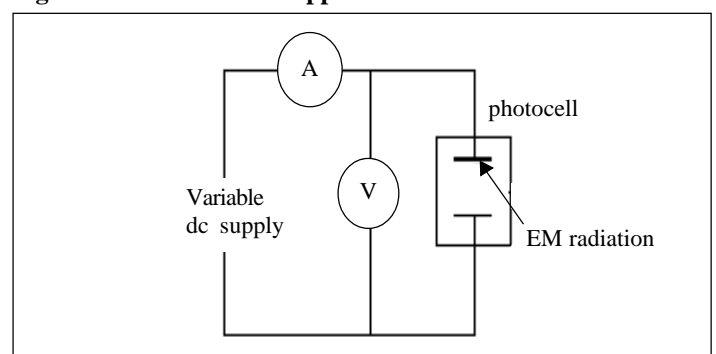 A
photocell
V
Variable
dc supply
EM radiation